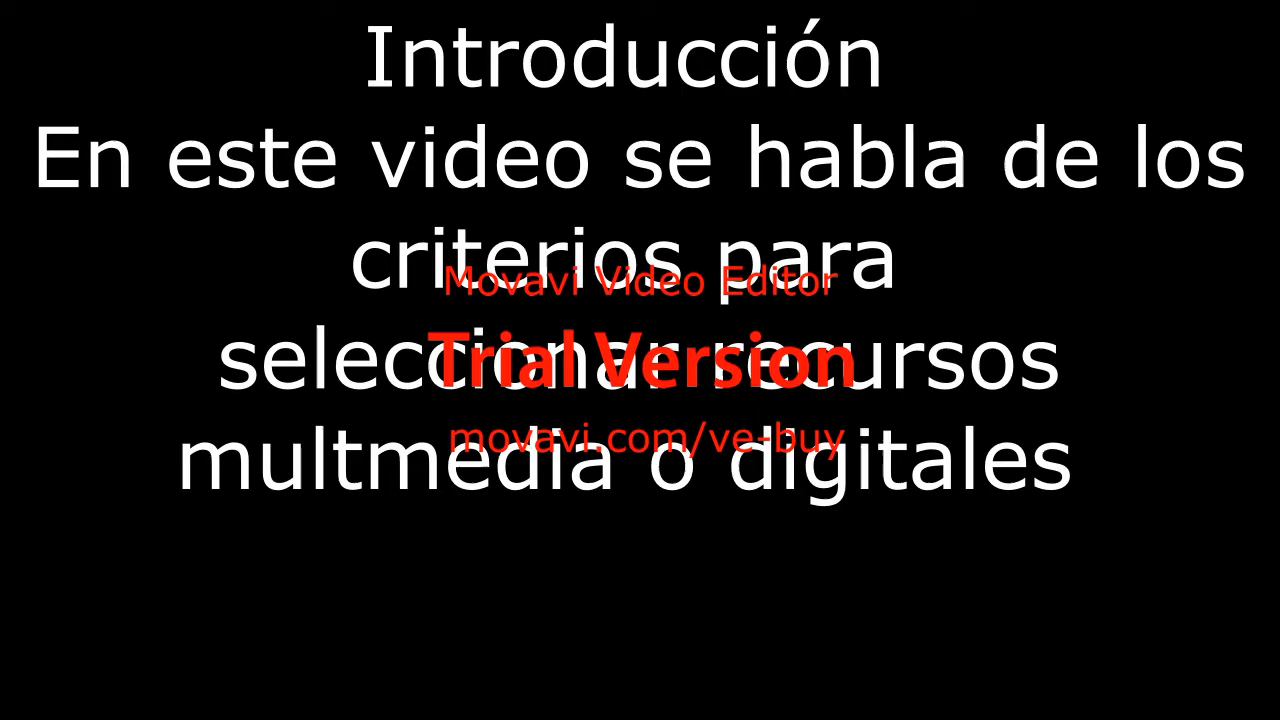 Introducción
En este video se habla de los
criterios para
Movavi Video Editor
seleccionar recursos
Trial Version
movavi.com/ve-buy
multmedia o digitales